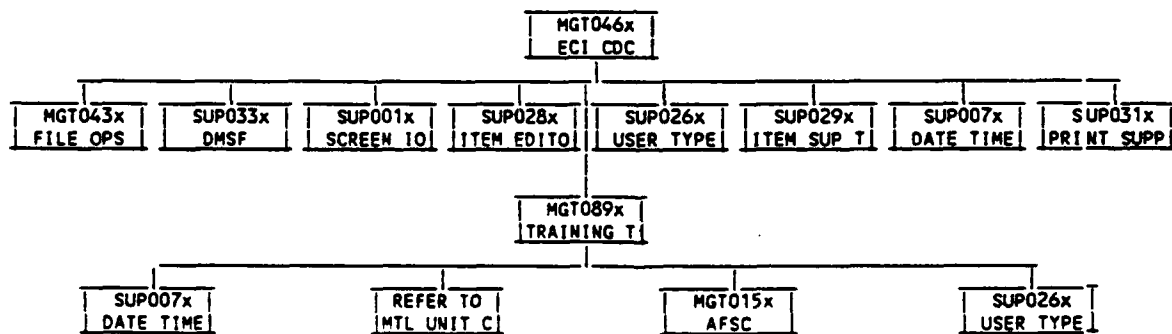 MGT046x
ECI CDC
MGT043x
FILE OPS
SUP033x
DMSF
SUP001x
SCREEN IO
SUP028x
ITEM EDITO
SUP026x
USER TYPE
SUP029x
ITEM SUP T
SUP007x
DATE TIME
SUP031x
PRINT SUPP
MGT089x
TRAINING T
SUP007x
DATE TIME
REFER TO
MTL UNIT C
MGT015x
AFSC
SUP026x
USER TYPE